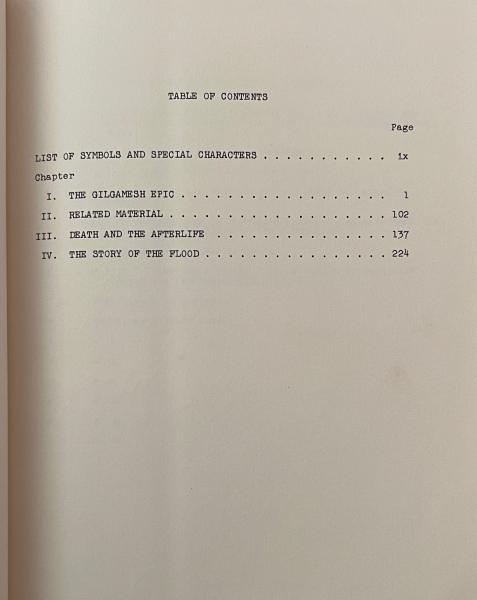 TABLE OF CONTENTS
Page
LIST OF SYMBOLS AND SPECIAL CHARACTERS . . . . . . . . . . . ix
Chapter
I. THE GILGAMESH EPIC . . . . . . . . . . . . . . . . . . 1
II. RELATED MATERIAL . . . . . . . . . . . . . . . . . . . 102
III. DEATH AND THE AFTERLIFE . . . . . . . . . . . . . . . 137
IV. THE STORY OF THE FLOOD . . . . . . . . . . . . . . . . 224